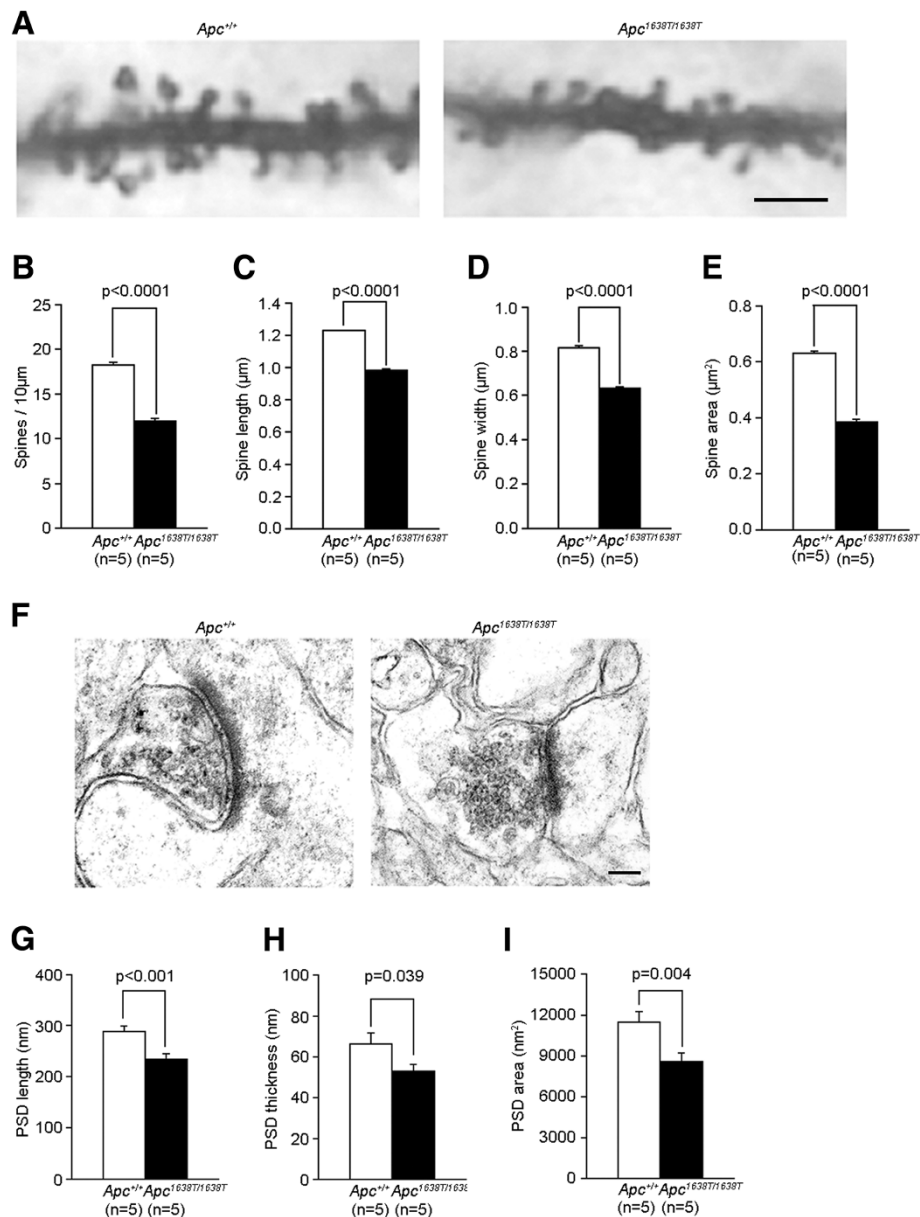 A
Apc+/+
Apc1638T/1638T
B
p<0.0001
Spines / 10μm
25
20
15
10
5
0
Apc+/+ Apc1638T/1638T
(n=5) (n=5)
C
p<0.0001
Spine length (μm)
1.4
1.2
1.0
0.8
0.6
0.4
0.2
0.0
Apc+/+ Apc1638T/1638T
(n=5) (n=5)
D
p<0.0001
Spine width (μm)
1.0
0.8
0.6
0.4
0.2
0.0
Apc+/+ Apc1638T/1638T
(n=5) (n=5)
E
p<0.0001
Spine area (μm²)
0.8
0.6
0.4
0.2
0.0
Apc+/+ Apc1638T/1638T
(n=5) (n=5)
F
Apc+/+
Apc1638T/1638T
G
p<0.001
PSD length (nm)
400
300
200
100
0
Apc+/+ Apc1638T/1638T
(n=5) (n=5)
H
p=0.039
PSD thickness (nm)
100
80
60
40
20
0
Apc+/+ Apc1638T/1638
(n=5) (n=5)
I
p=0.004
PSD area (nm²)
15000
12000
9000
6000
3000
0
Apc+/+ Apc1638T/1638T
(n=5) (n=5)